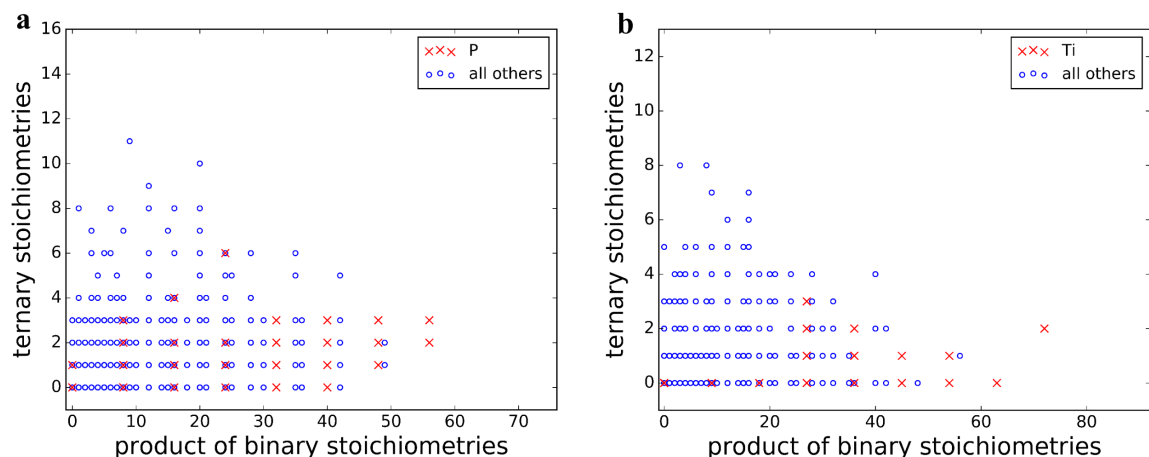 a
16
14
12
10
8
6
4
2
0
ternary stoichiometries
P
all others
0 10 20 30 40 50 60 70
product of binary stoichiometries
b
12
10
8
6
4
2
0
ternary stoichiometries
Ti
all others
0 20 40 60 80
product of binary stoichiometries